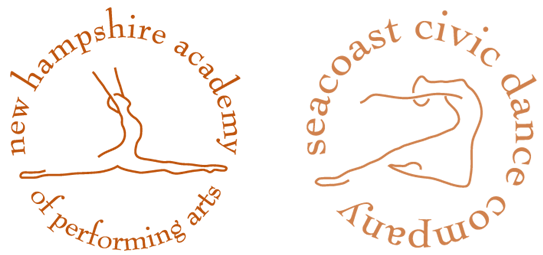 new hampshire academy
of performing arts
seacoast civic dance company